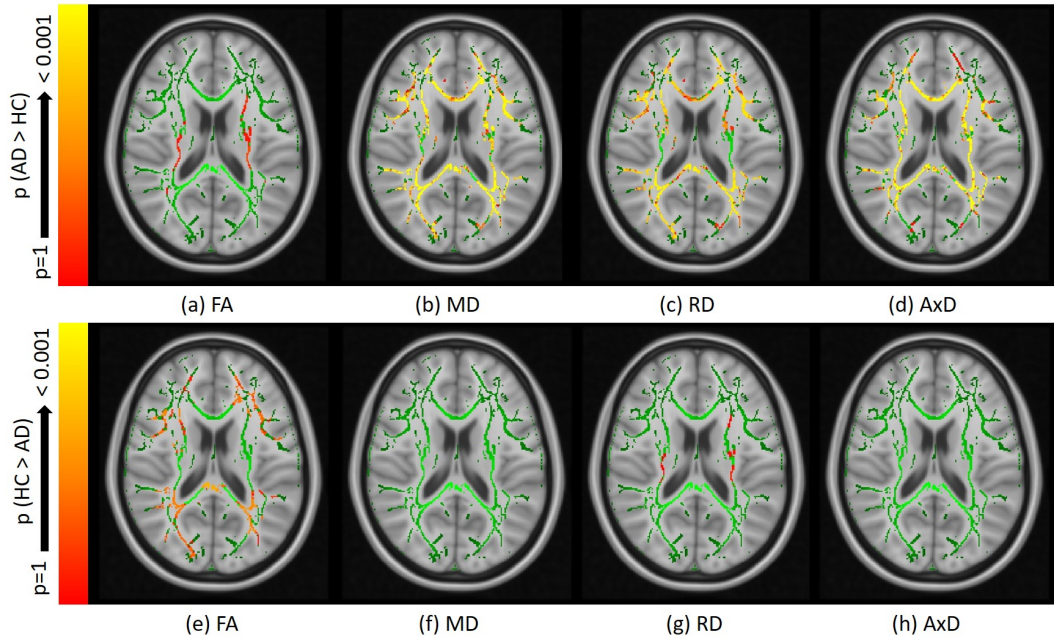 p=1
p (AD > HC)
< 0.001
(a) FA
(b) MD
(c) RD
(d) AxD
p=1
p (HC > AD)
< 0.001
(e) FA
(f) MD
(g) RD
(h) AxD